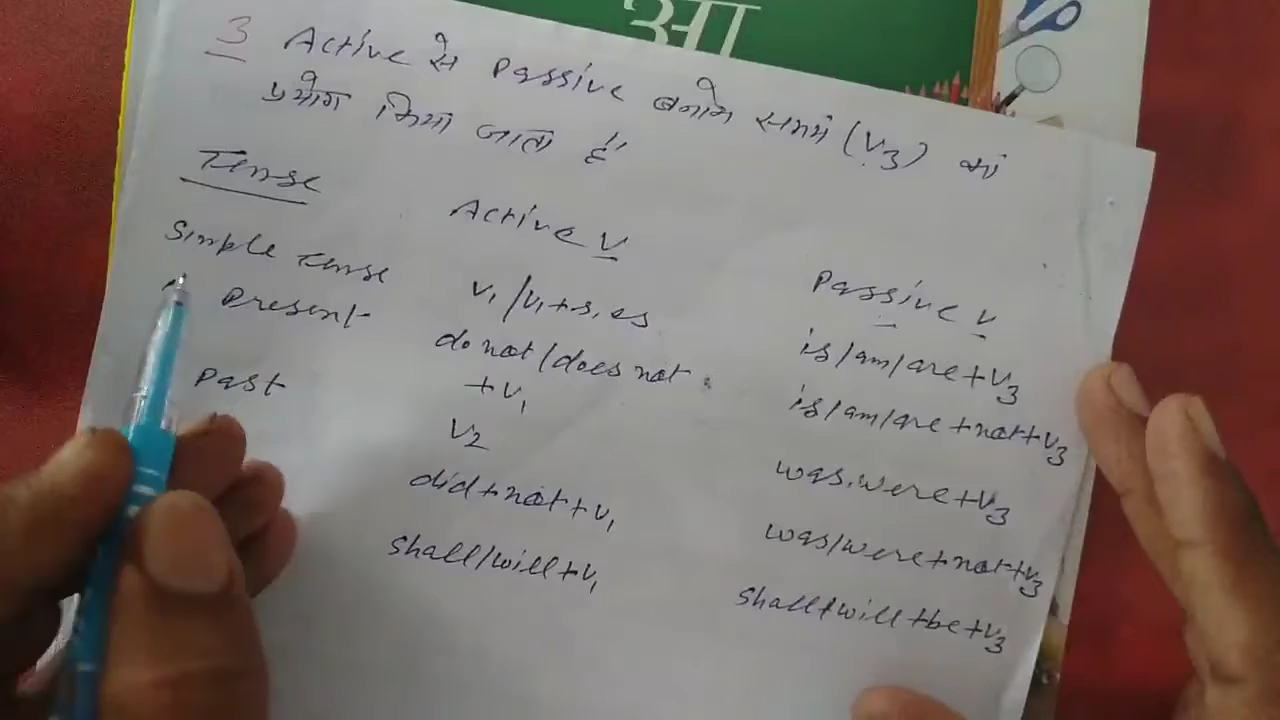 आ
3 Active से Passive बनाते समय (V3) का
प्रयोग किया जाता है"
Tense Active V Passive V
Simple Tense
Present V1/V1+s, es is/am/are+V3
do not/does not is/am/are+not+V3
+V1
Past V2 was, were+V3
did+not+V1 was/were+not+V3
shall/will+V1 shall+will+be+V3